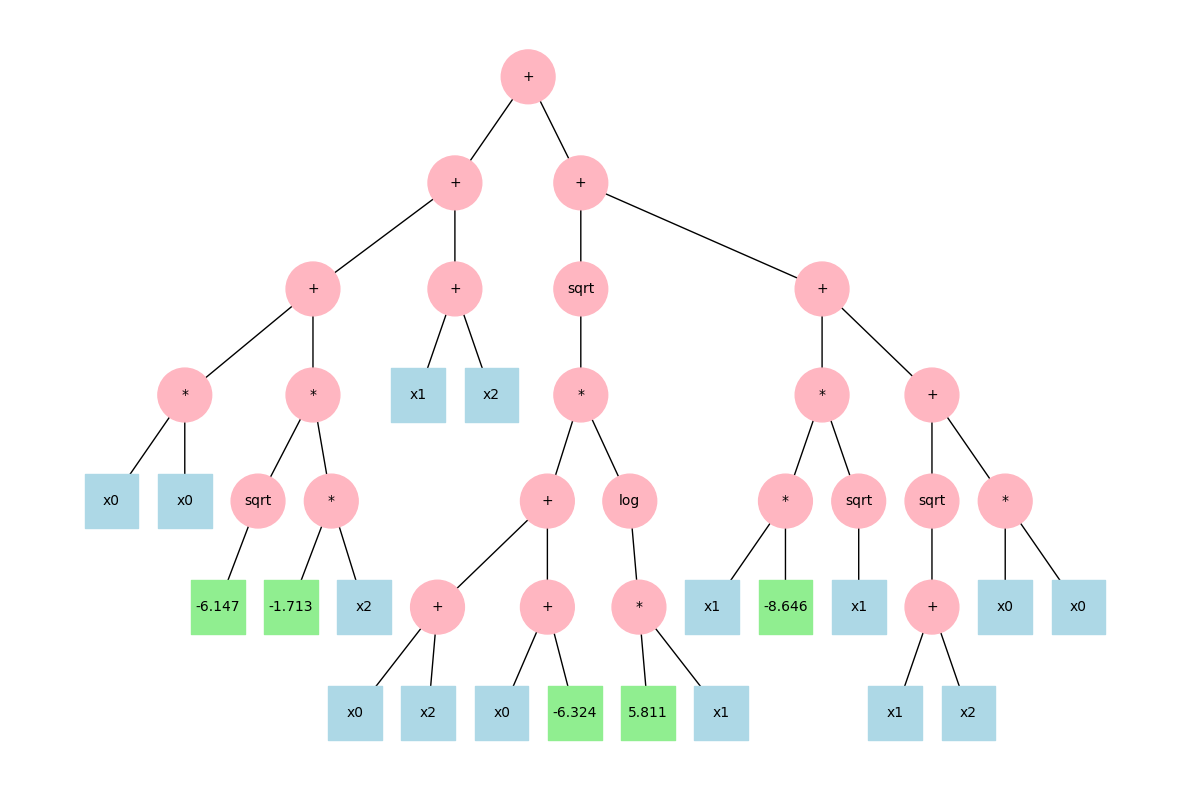 +
+ +
+ + sqrt +
* * x1 x2 * * +
x0 x0 sqrt * + log * sqrt sqrt *
-6.147 -1.713 x2 + + * x1 -8.646 x1 + x0 x0
x0 x2 x0 -6.324 5.811 x1 x1 x2